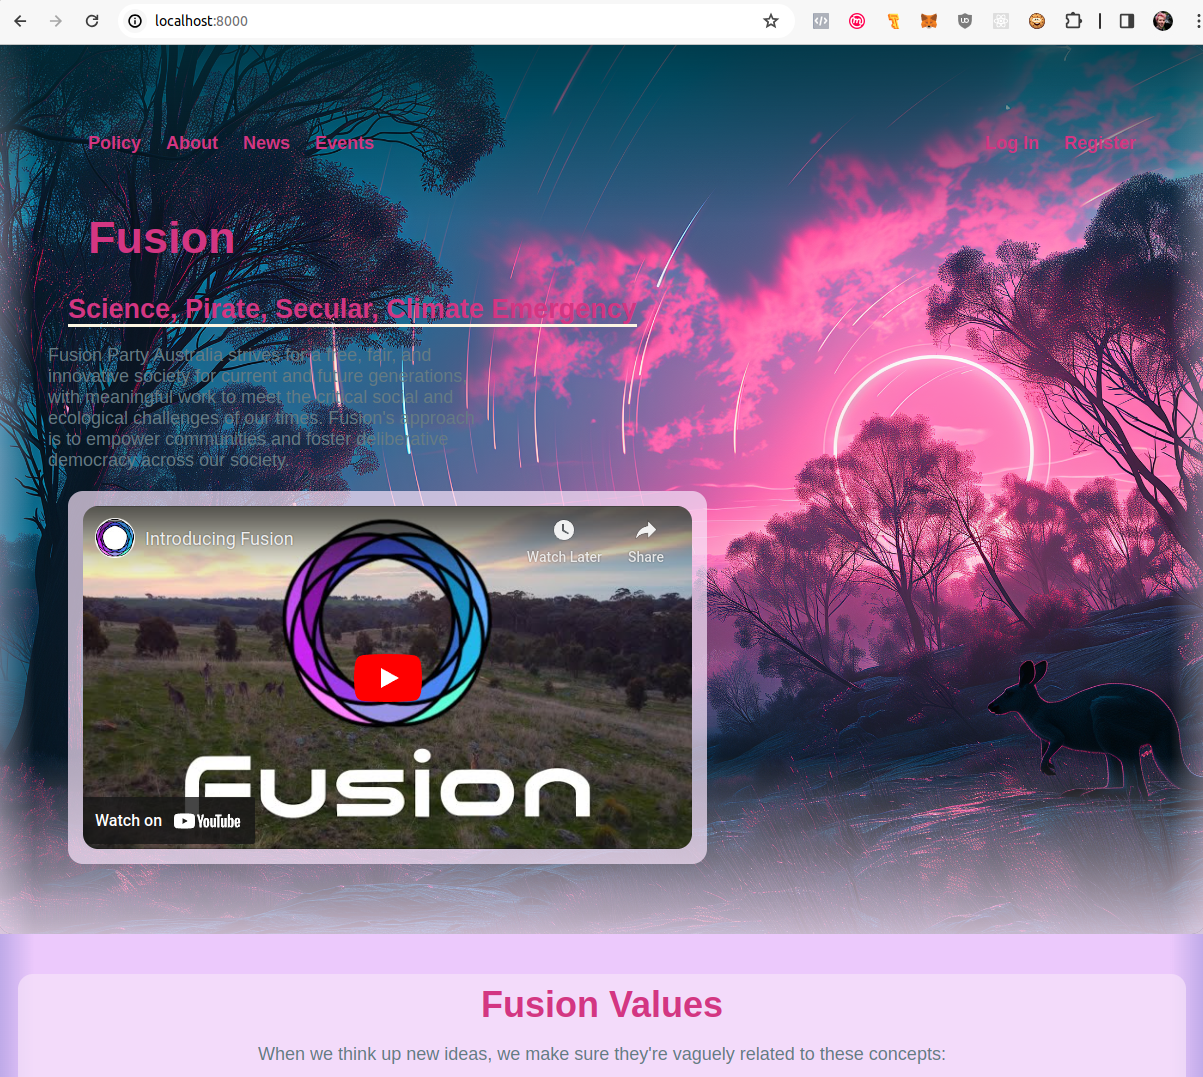 localhost:8000
Policy About News Events Log In Register
Fusion
Science, Pirate, Secular, Climate Emergency
Fusion Party Australia strives for a free, fair, and
innovative society for current and future generations,
with meaningful work to meet the critical social and
ecological challenges of our times. Fusion's approach
is to empower communities and foster deliberative
democracy across our society.
Introducing Fusion
Watch Later Share
Fusion
Watch on YouTube
Fusion Values
When we think up new ideas, we make sure they're vaguely related to these concepts: